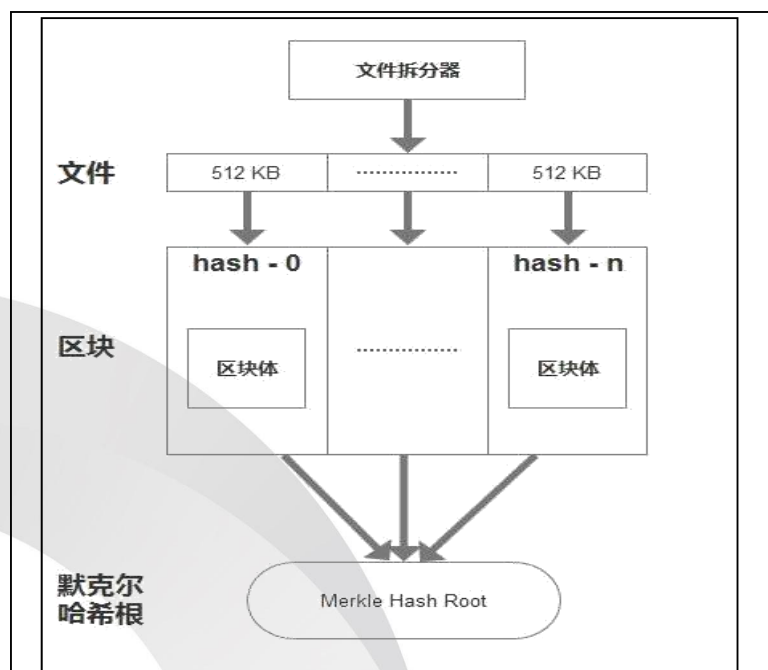 文件拆分器
文件
512 KB
512 KB
hash - 0
hash - n
区块
区块体
区块体
默克尔
哈希根
Merkle Hash Root